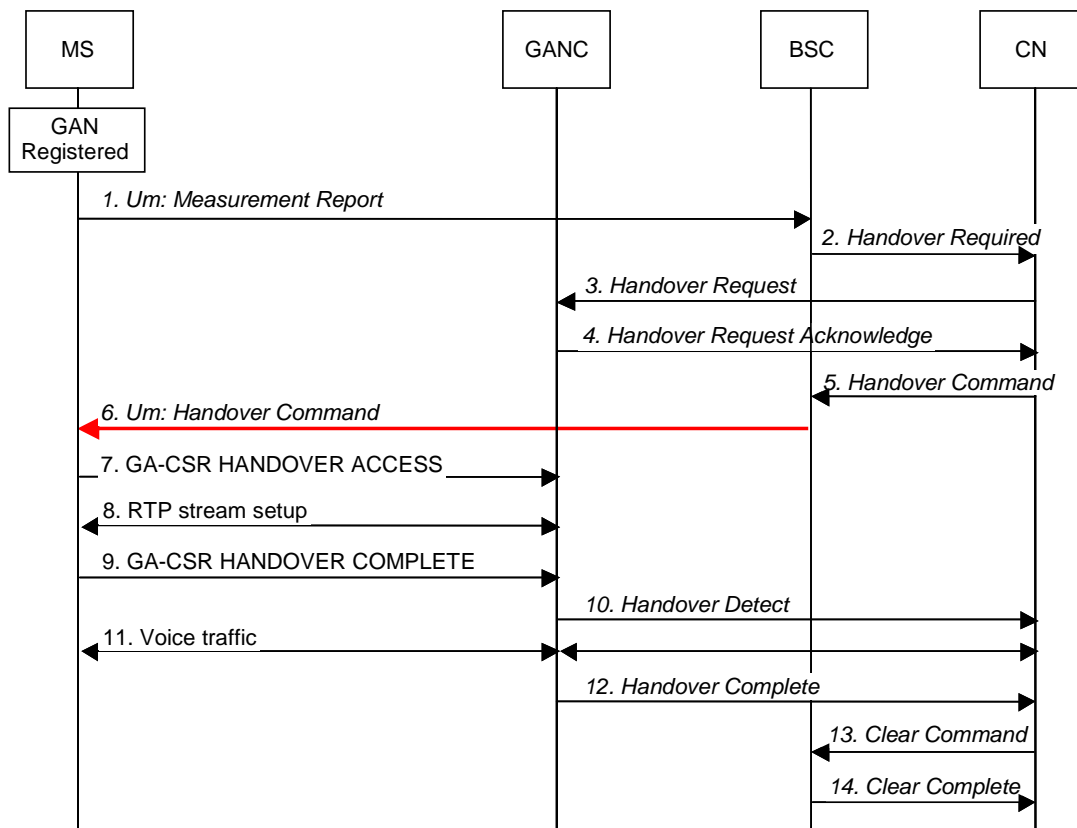 MS
GANC
BSC
CN
GAN
Registered
1. Um: Measurement Report
2. Handover Required
3. Handover Request
4. Handover Request Acknowledge
5. Handover Command
6. Um: Handover Command
7. GA-CSR HANDOVER ACCESS
8. RTP stream setup
9. GA-CSR HANDOVER COMPLETE
10. Handover Detect
11. Voice traffic
12. Handover Complete
13. Clear Command
14. Clear Complete